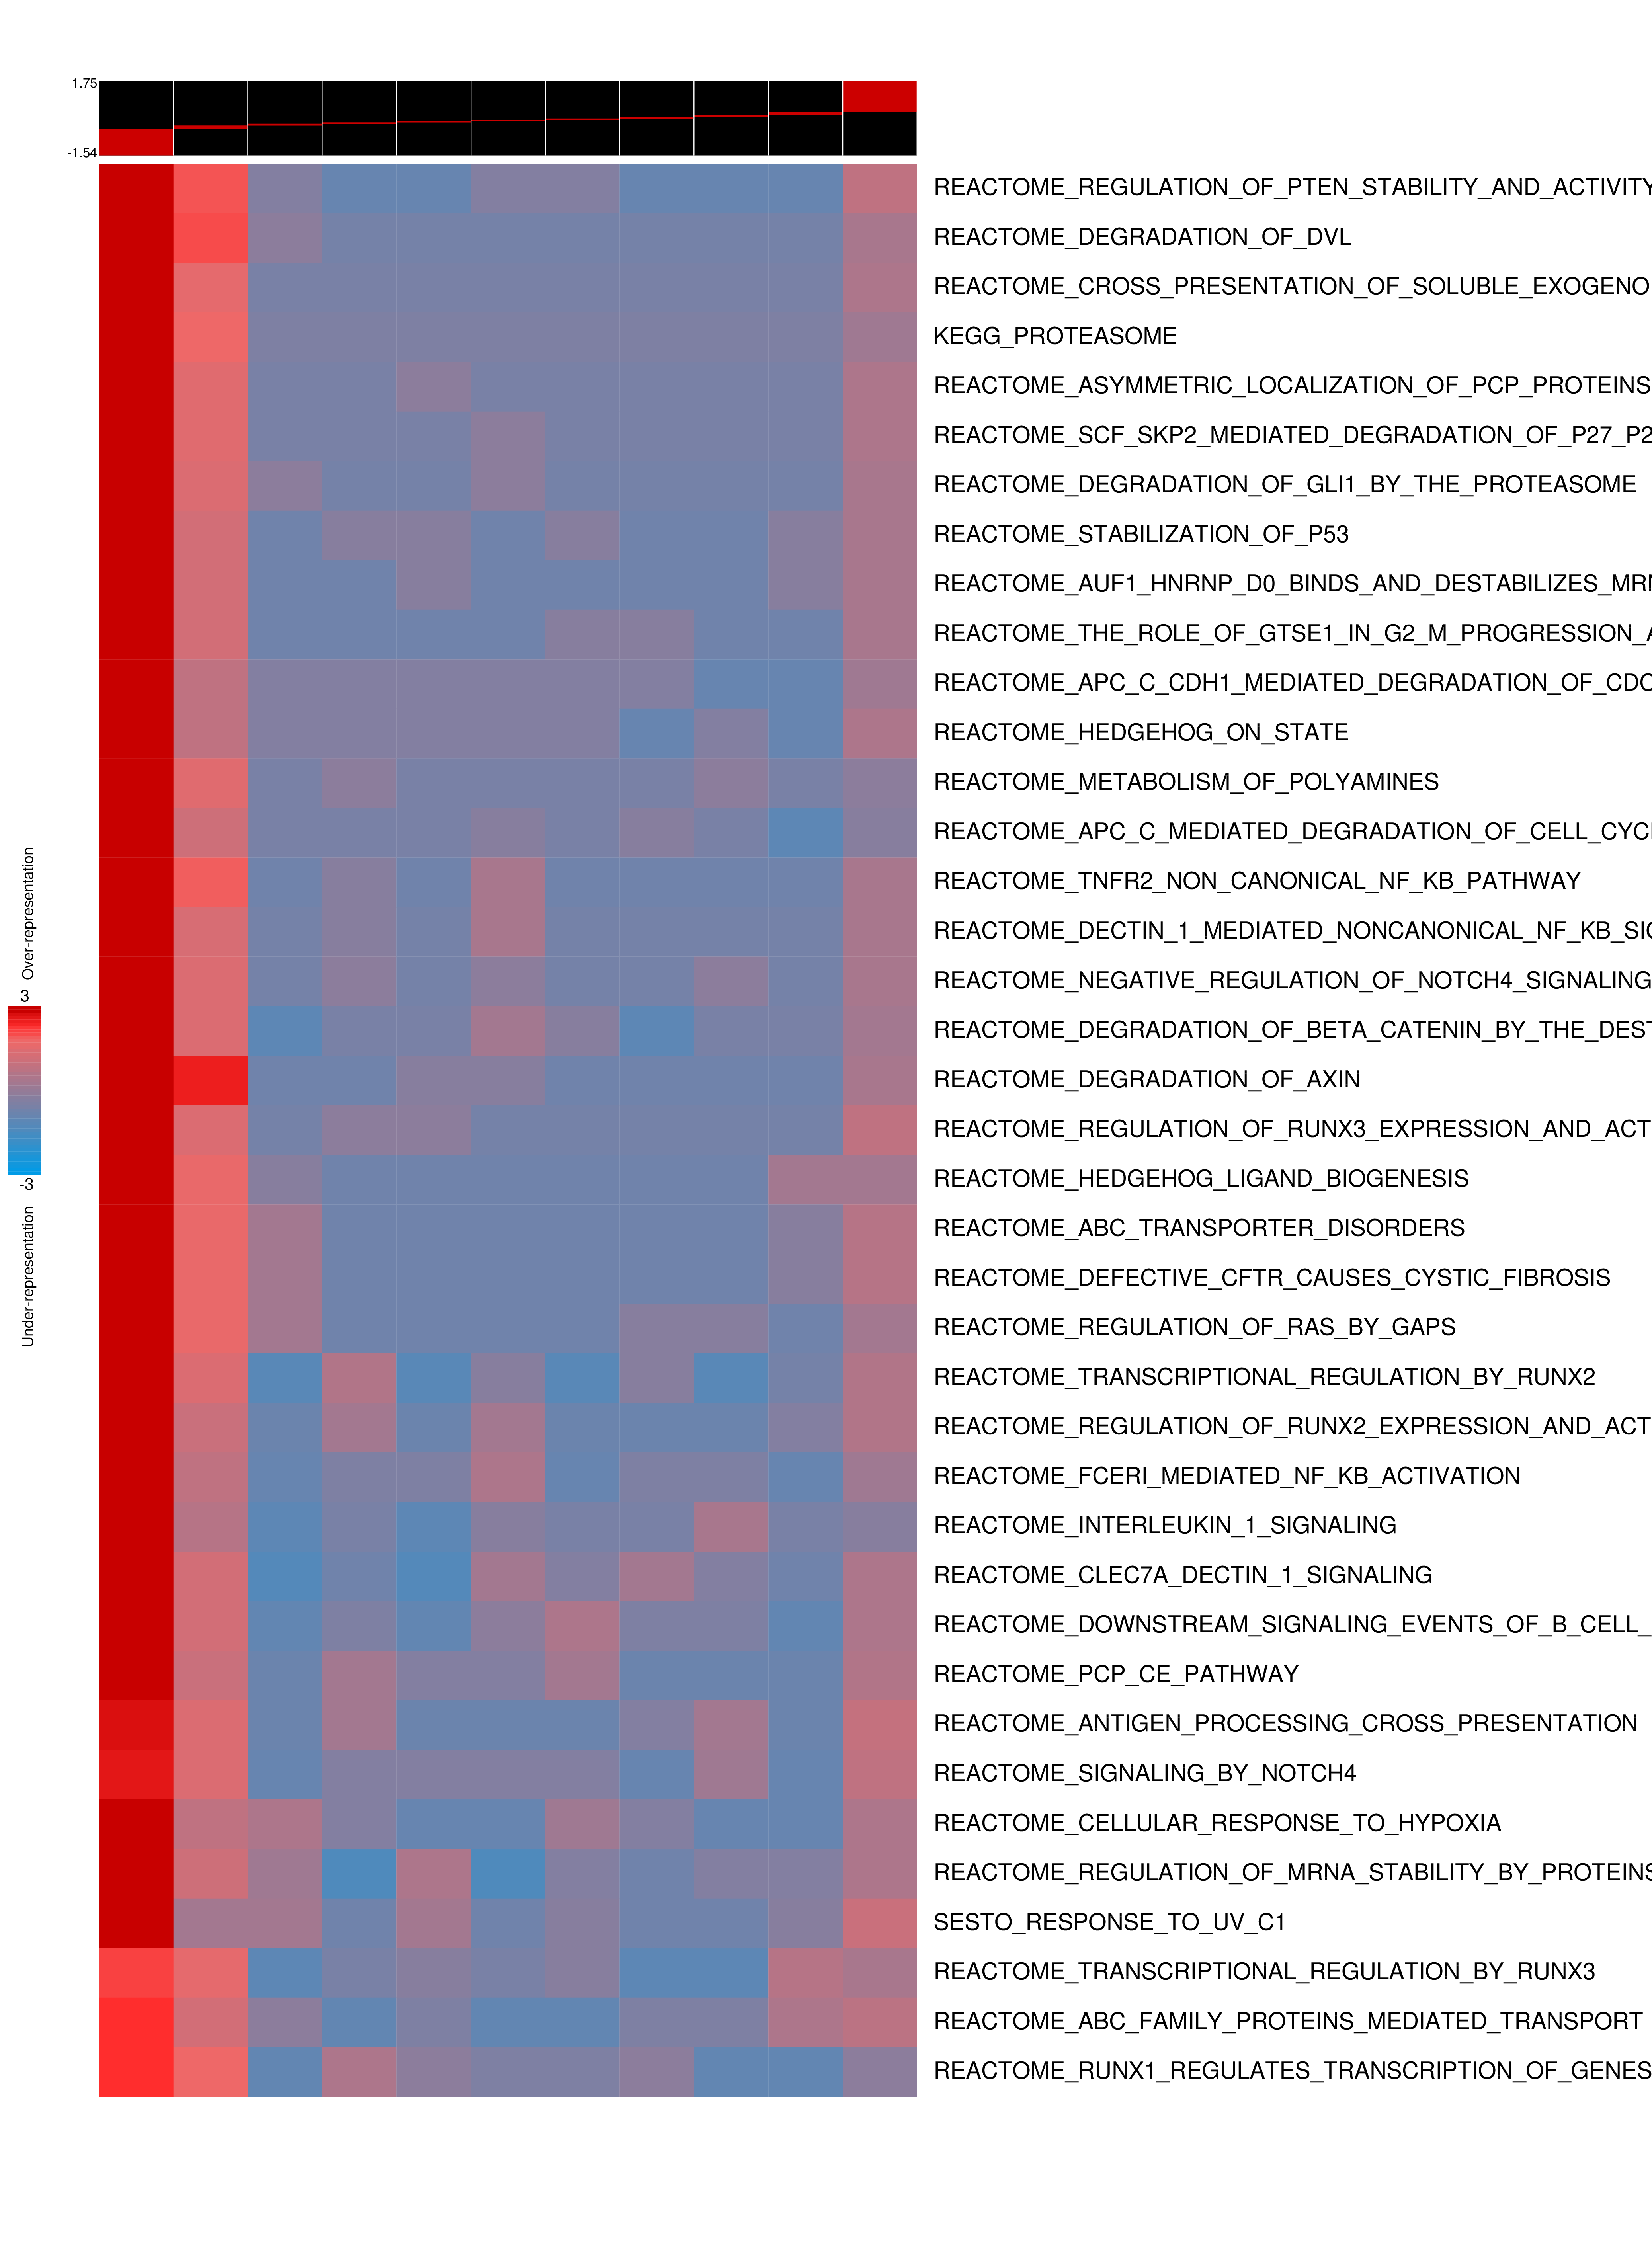 1.75
-1.54
REACTOME_REGULATION_OF_PTEN_STABILITY_AND_ACTIVITY
REACTOME_DEGRADATION_OF_DVL
REACTOME_CROSS_PRESENTATION_OF_SOLUBLE_EXOGENO
KEGG_PROTEASOME
REACTOME_ASYMMETRIC_LOCALIZATION_OF_PCP_PROTEINS
REACTOME_SCF_SKP2_MEDIATED_DEGRADATION_OF_P27_P2
REACTOME_DEGRADATION_OF_GLI1_BY_THE_PROTEASOME
REACTOME_STABILIZATION_OF_P53
REACTOME_AUF1_HNRNP_D0_BINDS_AND_DESTABILIZES_MR
REACTOME_THE_ROLE_OF_GTSE1_IN_G2_M_PROGRESSION_
REACTOME_APC_C_CDH1_MEDIATED_DEGRADATION_OF_CDC
REACTOME_HEDGEHOG_ON_STATE
REACTOME_METABOLISM_OF_POLYAMINES
REACTOME_APC_C_MEDIATED_DEGRADATION_OF_CELL_CYC
REACTOME_TNFR2_NON_CANONICAL_NF_KB_PATHWAY
REACTOME_DECTIN_1_MEDIATED_NONCANONICAL_NF_KB_SI
REACTOME_NEGATIVE_REGULATION_OF_NOTCH4_SIGNALING
REACTOME_DEGRADATION_OF_BETA_CATENIN_BY_THE_DES
REACTOME_DEGRADATION_OF_AXIN
REACTOME_REGULATION_OF_RUNX3_EXPRESSION_AND_ACT
REACTOME_HEDGEHOG_LIGAND_BIOGENESIS
REACTOME_ABC_TRANSPORTER_DISORDERS
REACTOME_DEFECTIVE_CFTR_CAUSES_CYSTIC_FIBROSIS
REACTOME_REGULATION_OF_RAS_BY_GAPS
REACTOME_TRANSCRIPTIONAL_REGULATION_BY_RUNX2
REACTOME_REGULATION_OF_RUNX2_EXPRESSION_AND_ACT
REACTOME_FCERI_MEDIATED_NF_KB_ACTIVATION
REACTOME_INTERLEUKIN_1_SIGNALING
REACTOME_CLEC7A_DECTIN_1_SIGNALING
REACTOME_DOWNSTREAM_SIGNALING_EVENTS_OF_B_CELL_
REACTOME_PCP_CE_PATHWAY
REACTOME_ANTIGEN_PROCESSING_CROSS_PRESENTATION
REACTOME_SIGNALING_BY_NOTCH4
REACTOME_CELLULAR_RESPONSE_TO_HYPOXIA
REACTOME_REGULATION_OF_MRNA_STABILITY_BY_PROTEINS
SESTO_RESPONSE_TO_UV_C1
REACTOME_TRANSCRIPTIONAL_REGULATION_BY_RUNX3
REACTOME_ABC_FAMILY_PROTEINS_MEDIATED_TRANSPORT
REACTOME_RUNX1_REGULATES_TRANSCRIPTION_OF_GENES
Over-representation
3
-3
Under-representation